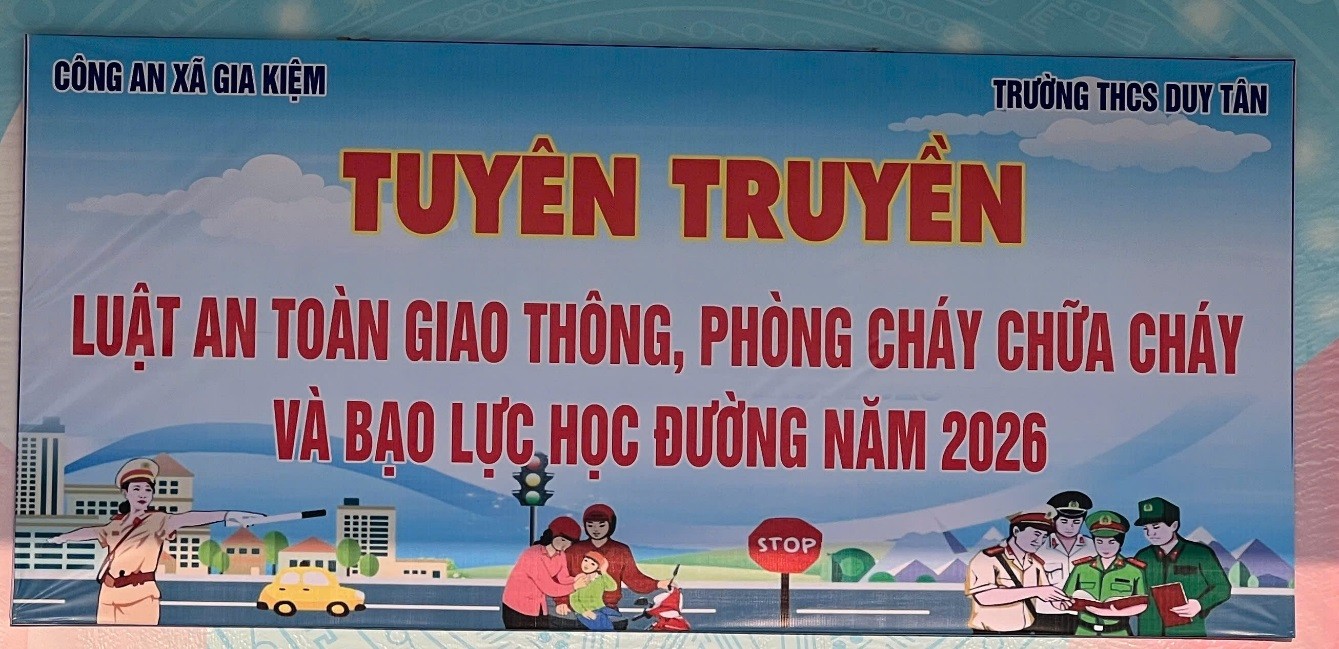 CÔNG AN XÃ GIA KIỆM
TRƯỜNG THCS DUY TÂN
TUYÊN TRUYỀN
LUẬT AN TOÀN GIAO THÔNG, PHÒNG CHÁY CHỮA CHÁY
VÀ BẠO LỰC HỌC ĐƯỜNG NĂM 2026
STOP